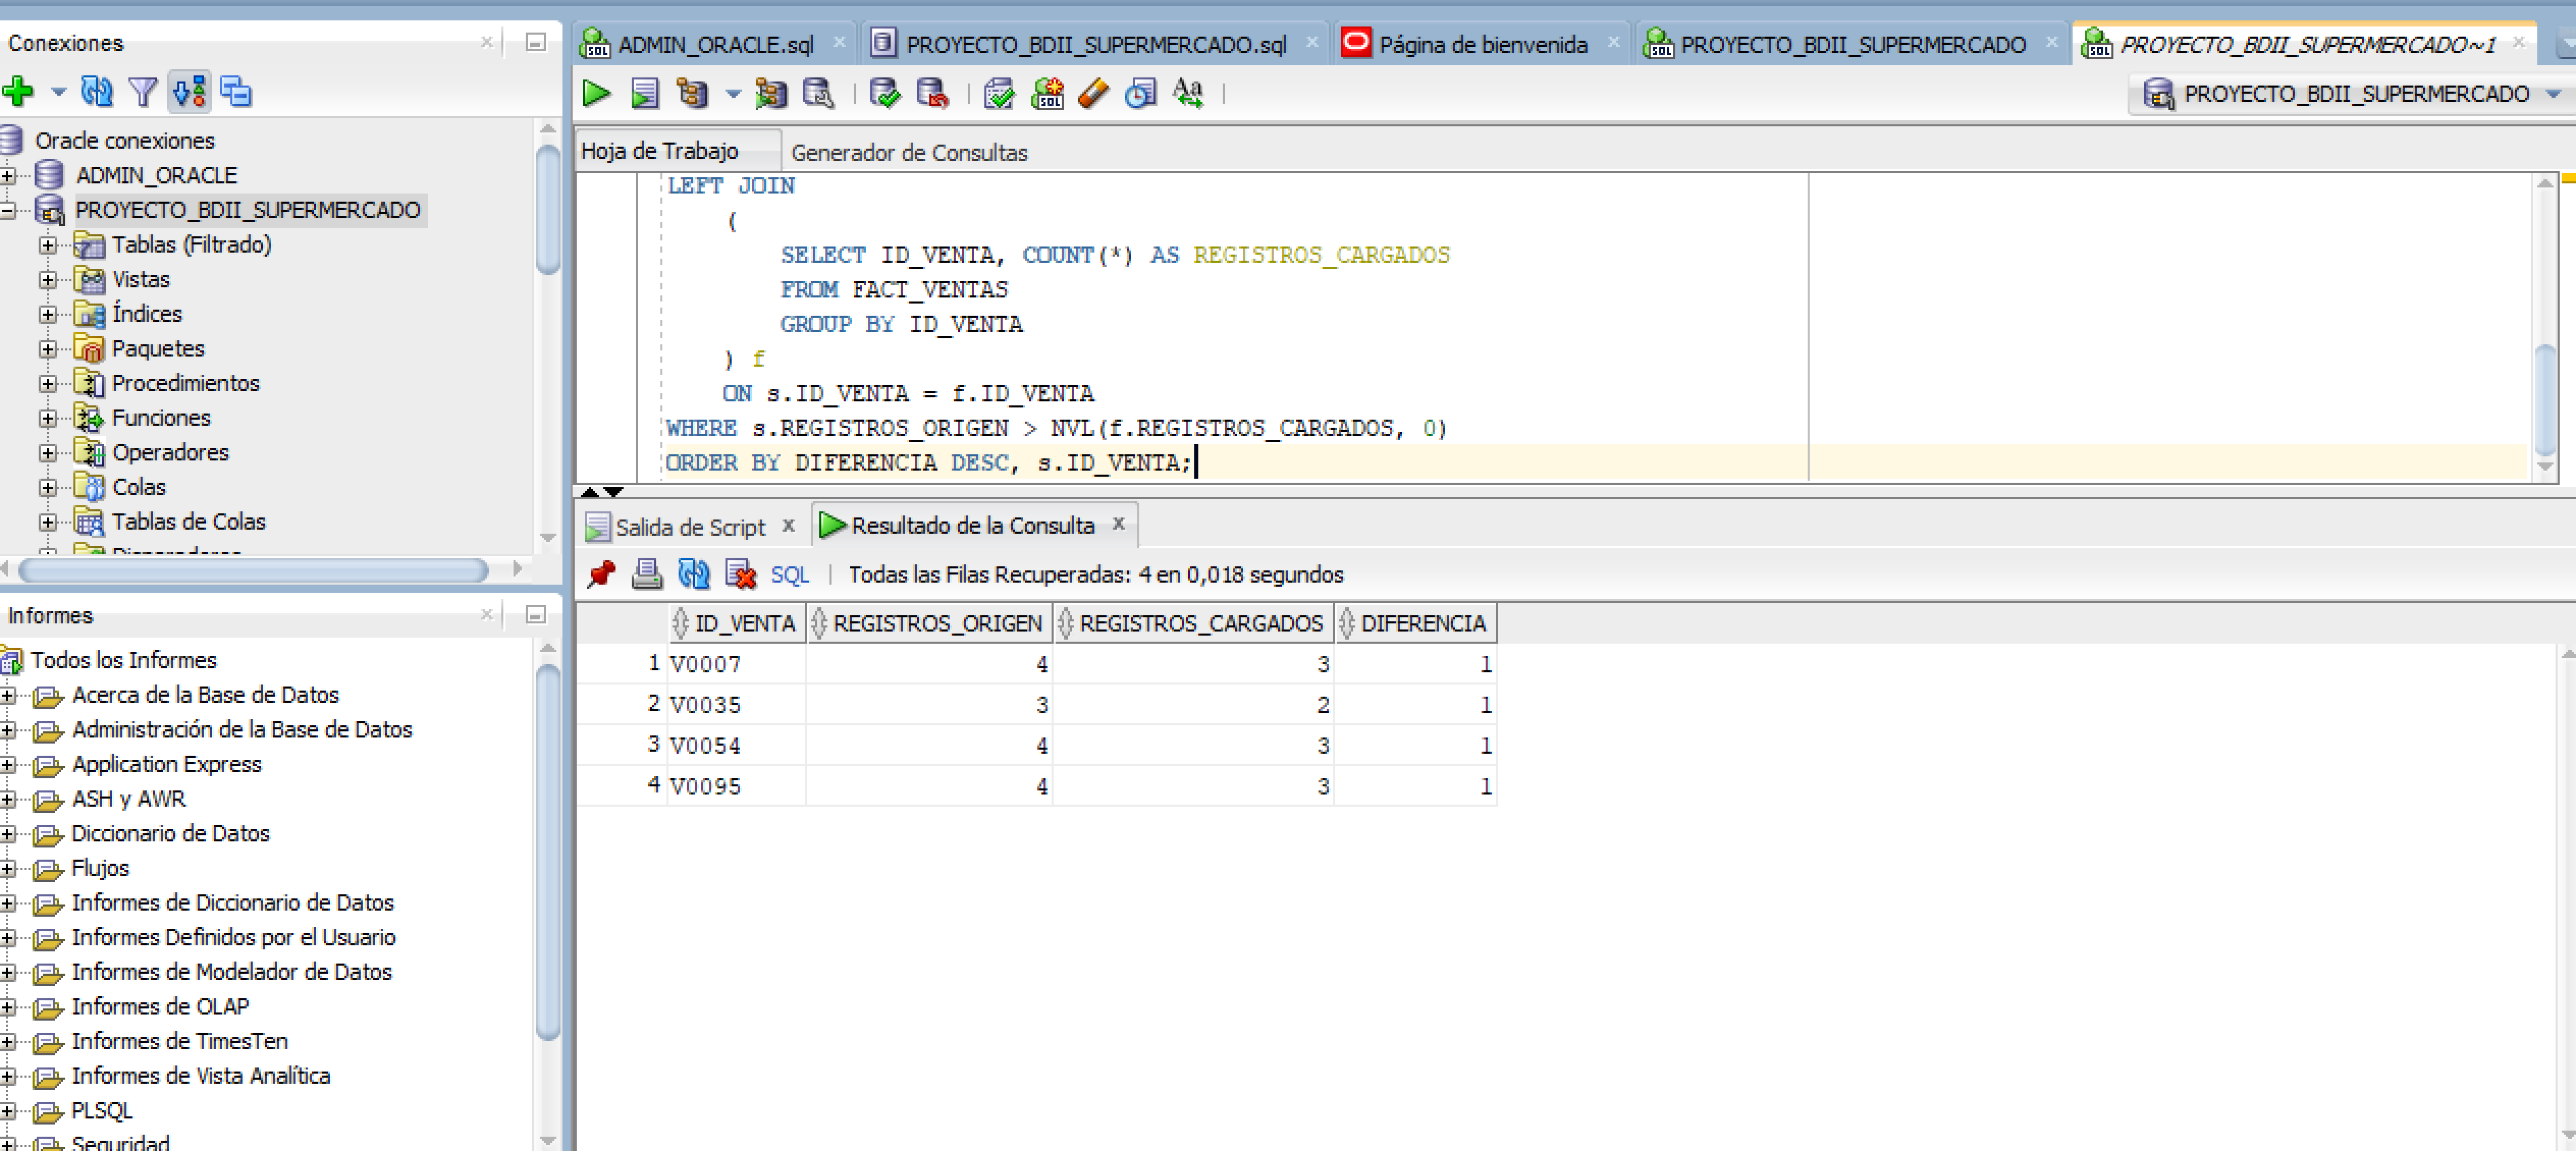 Conexiones
Oracle conexiones
ADMIN_ORACLE
PROYECTO_BDII_SUPERMERCADO
Tablas (Filtrado)
Vistas
Índices
Paquetes
Procedimientos
Funciones
Operadores
Colas
Tablas de Colas
Informes
Todos los Informes
Acerca de la Base de Datos
Administración de la Base de Datos
Application Express
ASH y AWR
Diccionario de Datos
Flujos
Informes de Diccionario de Datos
Informes Definidos por el Usuario
Informes de Modelador de Datos
Informes de OLAP
Informes de TimesTen
Informes de Vista Analítica
PLSQL
Seguridad
ADMIN_ORACLE.sql
PROYECTO_BDII_SUPERMERCADO.sql
Página de bienvenida
PROYECTO_BDII_SUPERMERCADO
PROYECTO_BDII_SUPERMERCADO~1
PROYECTO_BDII_SUPERMERCADO
Hoja de Trabajo
Generador de Consultas
LEFT JOIN
(
SELECT ID_VENTA, COUNT(*) AS REGISTROS_CARGADOS
FROM FACT_VENTAS
GROUP BY ID_VENTA
) f
ON s.ID_VENTA = f.ID_VENTA
WHERE s.REGISTROS_ORIGEN > NVL(f.REGISTROS_CARGADOS, 0)
ORDER BY DIFERENCIA DESC, s.ID_VENTA;
Salida de Script x
Resultado de la Consulta x
SQL | Todas las Filas Recuperadas: 4 en 0,018 segundos
ID_VENTA REGISTROS_ORIGEN REGISTROS_CARGADOS DIFERENCIA
1 V0007 4 3 1
2 V0035 3 2 1
3 V0054 4 3 1
4 V0095 4 3 1